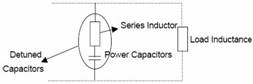 Series Inductor
Load Inductance
Power Capacitors
Detuned
Capacitors